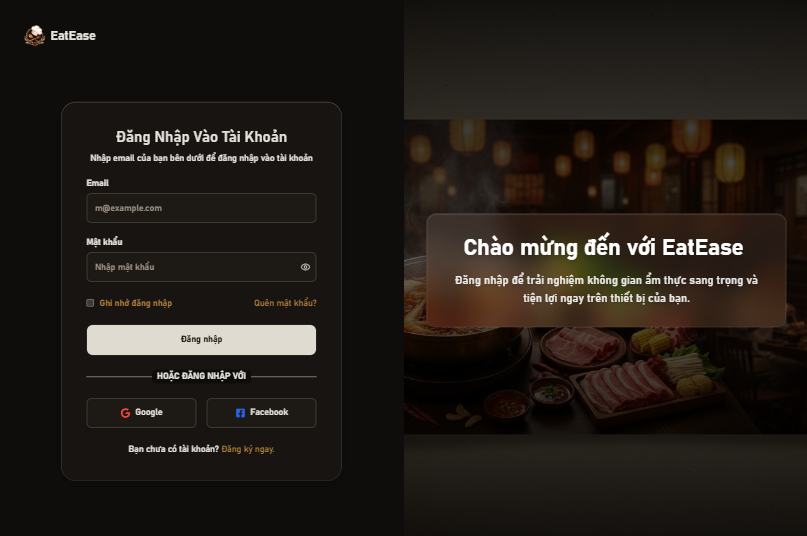 EatEase
Đăng Nhập Vào Tài Khoản
Nhập email của bạn bên dưới để đăng nhập vào tài khoản
Email
m@example.com
Mật khẩu
Nhập mật khẩu
Ghi nhớ đăng nhập
Quên mật khẩu?
Đăng nhập
HOẶC ĐĂNG NHẬP VỚI
Google
Facebook
Bạn chưa có tài khoản? Đăng ký ngay.
Chào mừng đến với EatEase
Đăng nhập để trải nghiệm không gian ẩm thực sang trọng và
tiện lợi ngay trên thiết bị của bạn.